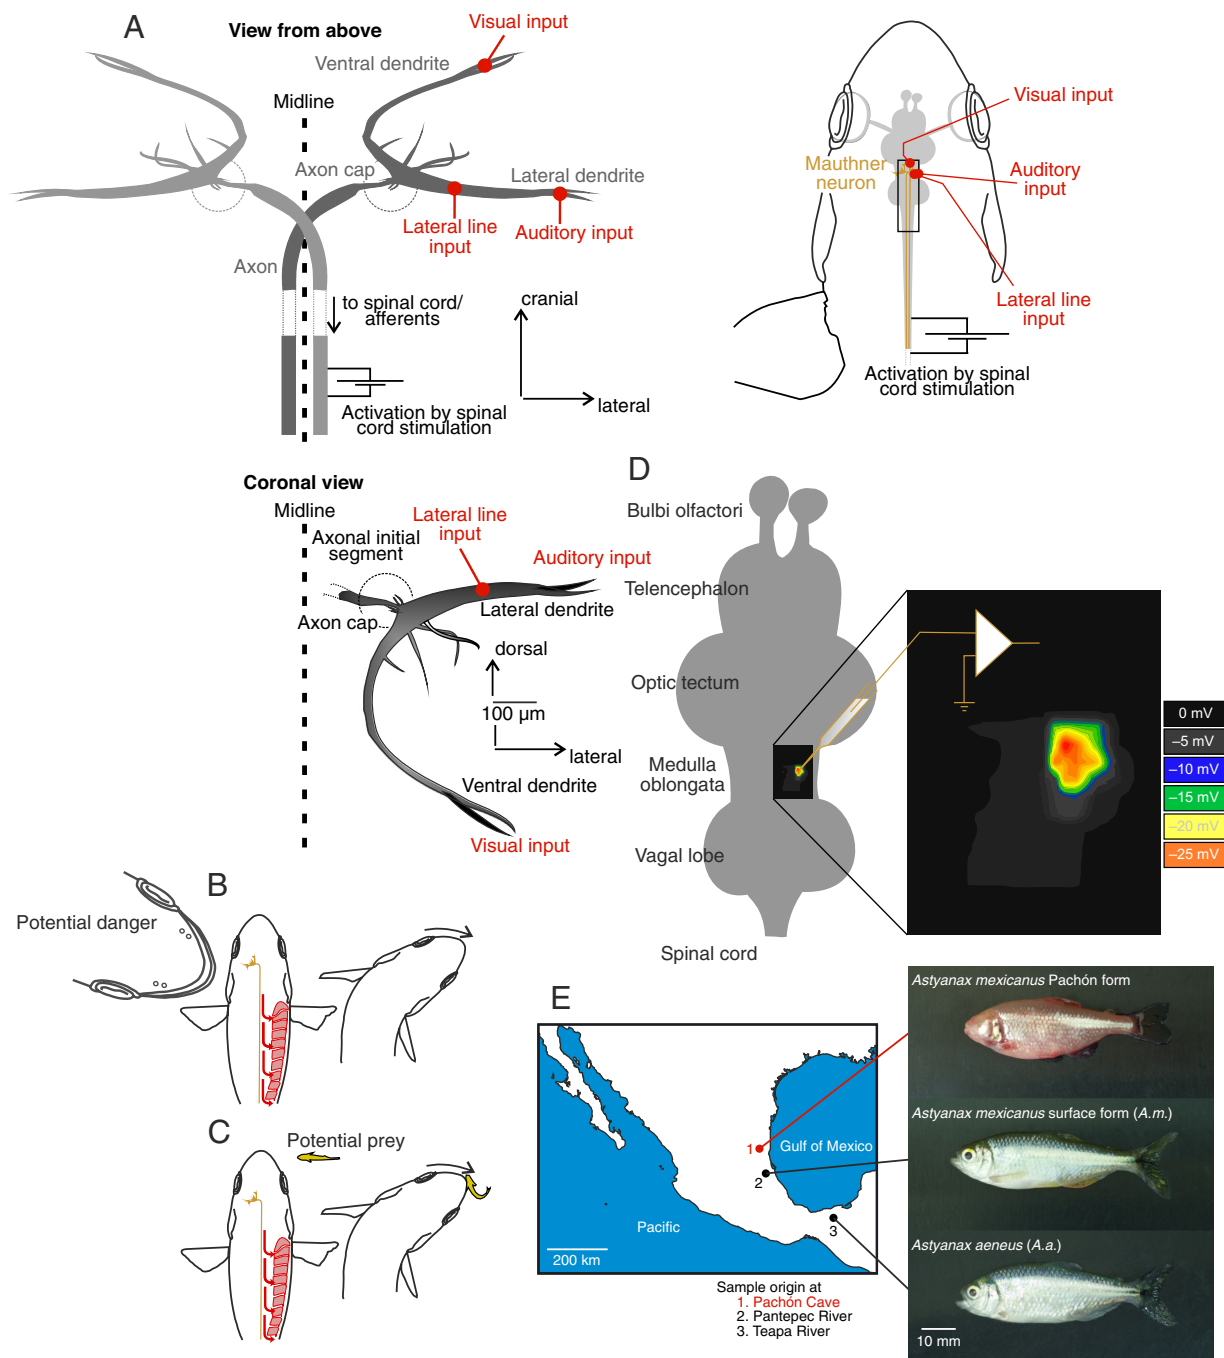 A
View from above
Visual input
Ventral dendrite
Midline
Axon cap
Lateral dendrite
Lateral line
input
Auditory input
Axon
to spinal cord/
afferents
cranial
lateral
Activation by spinal
cord stimulation
Visual input
Mauthner
neuron
Auditory
input
Lateral line
input
Activation by spinal
cord stimulation
Coronal view
Midline
Lateral line
input
Axonal initial
segment
Auditory input
Lateral dendrite
Axon cap
dorsal
100 µm
lateral
Ventral dendrite
Visual input
D
Bulbi olfactori
Telencephalon
Optic tectum
Medulla
oblongata
Vagal lobe
Spinal cord
0 mV
–5 mV
–10 mV
–15 mV
–20 mV
–25 mV
B
Potential danger
C
Potential prey
E
1
2
3
Gulf of Mexico
Pacific
200 km
Sample origin at
1. Pachón Cave
2. Pantepec River
3. Teapa River
Astyanax mexicanus Pachón form
Astyanax mexicanus surface form (A.m.)
Astyanax aeneus (A.a.)
10 mm